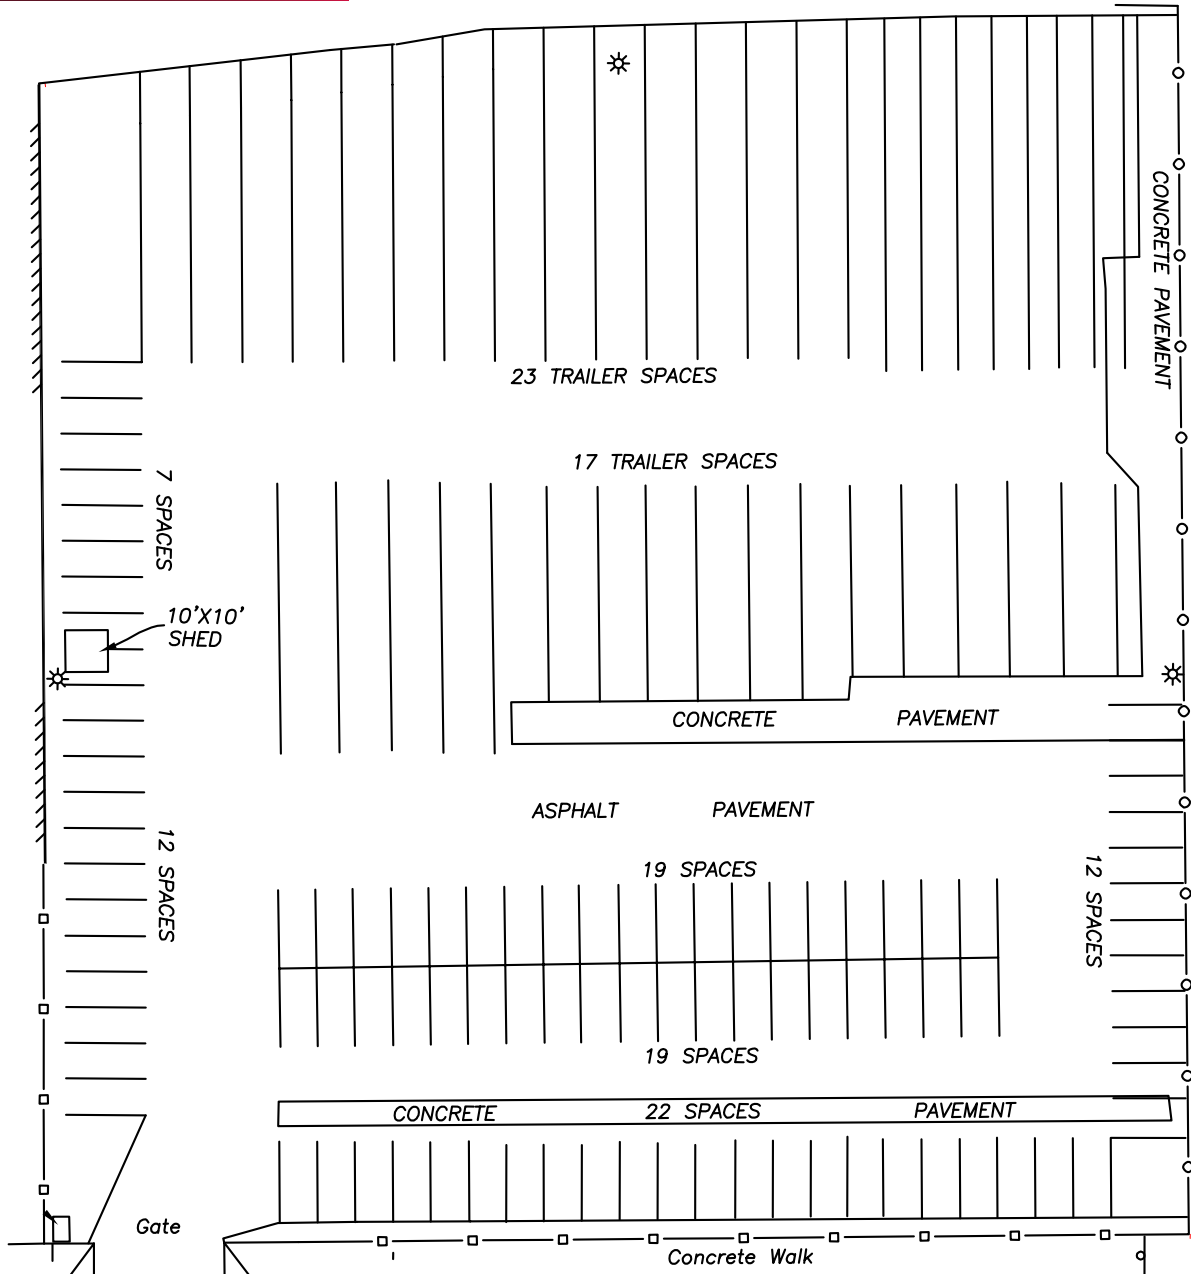 CONCRETE PAVEMENT
23 TRAILER SPACES
17 TRAILER SPACES
7 SPACES
10'X10'
SHED
CONCRETE PAVEMENT
ASPHALT PAVEMENT
12 SPACES
19 SPACES
12 SPACES
19 SPACES
CONCRETE 22 SPACES PAVEMENT
Gate
Concrete Walk